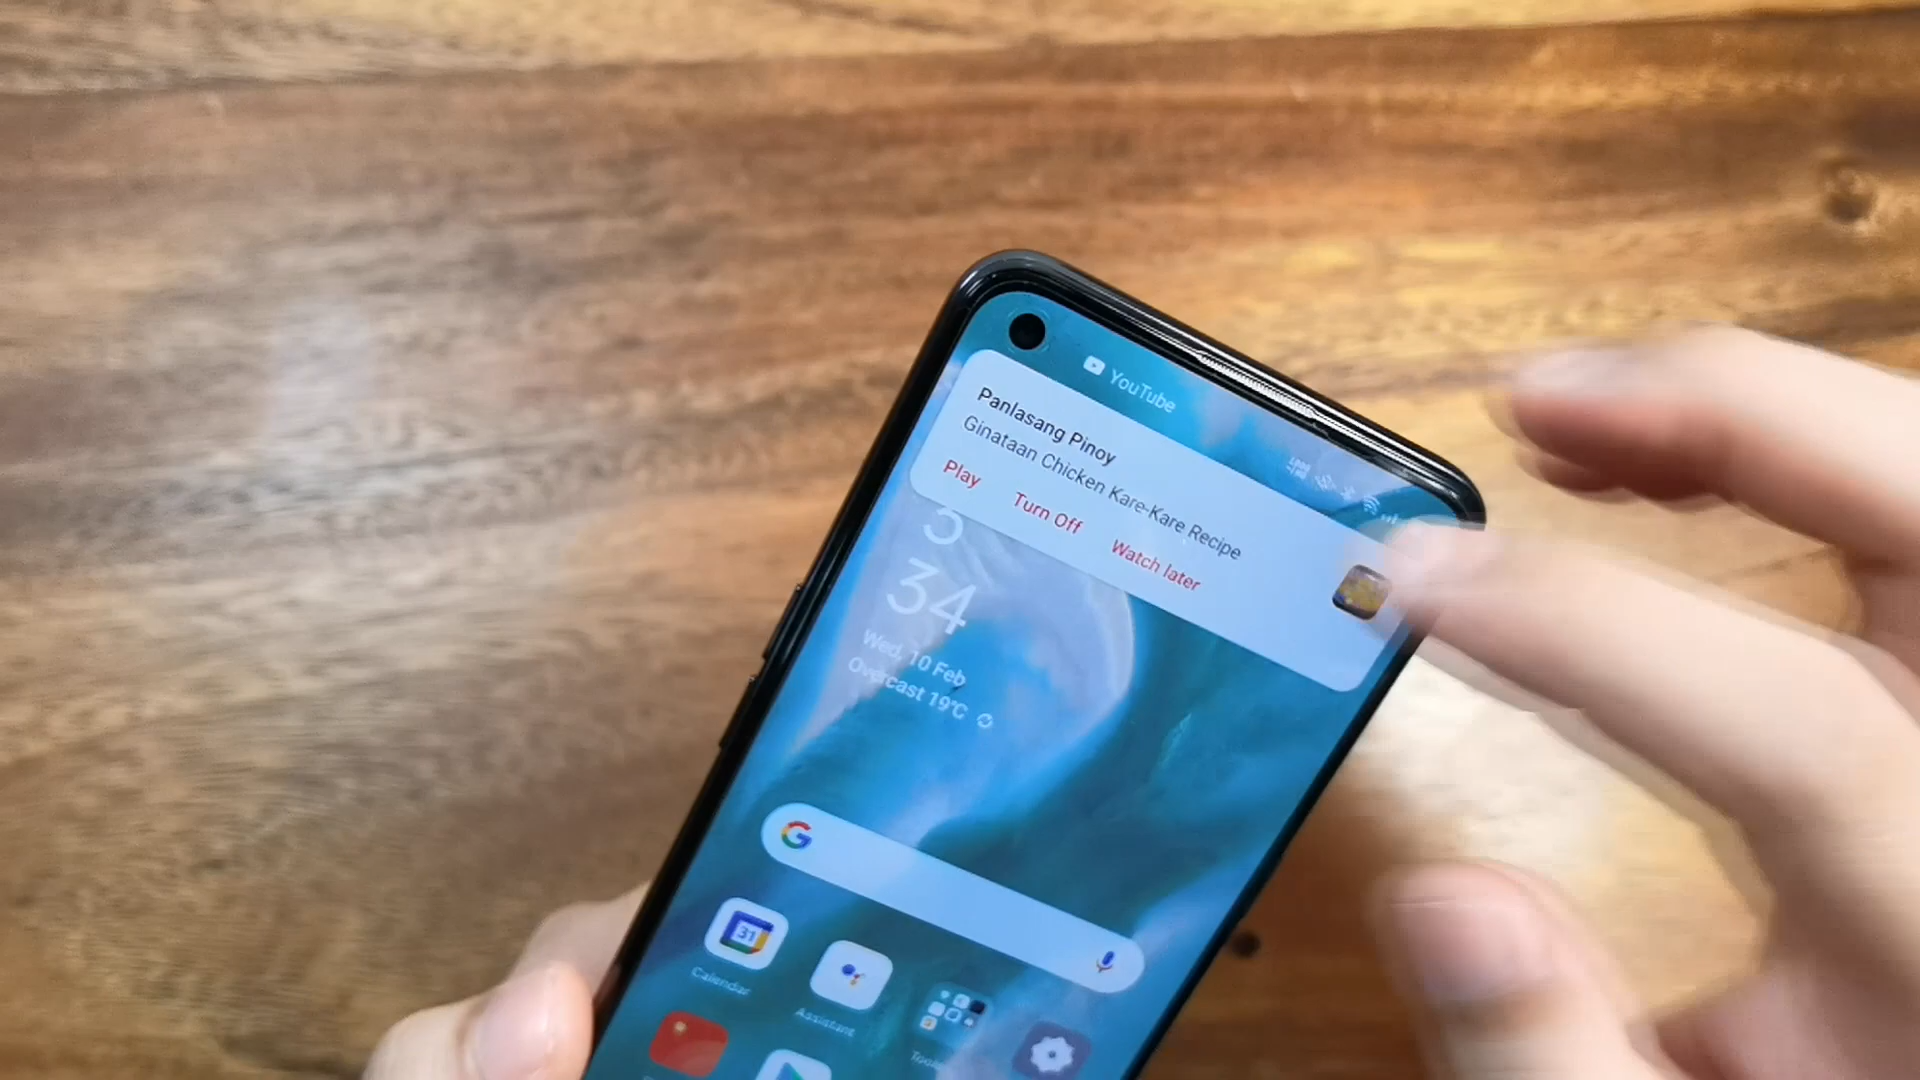 YouTube
Panlasang Pinoy
Ginataan Chicken Kare-Kare Recipe
Play Turn Off Watch later
34
Wed, 10 Feb
Overcast 19°C
G
31
Calendar
Assistant